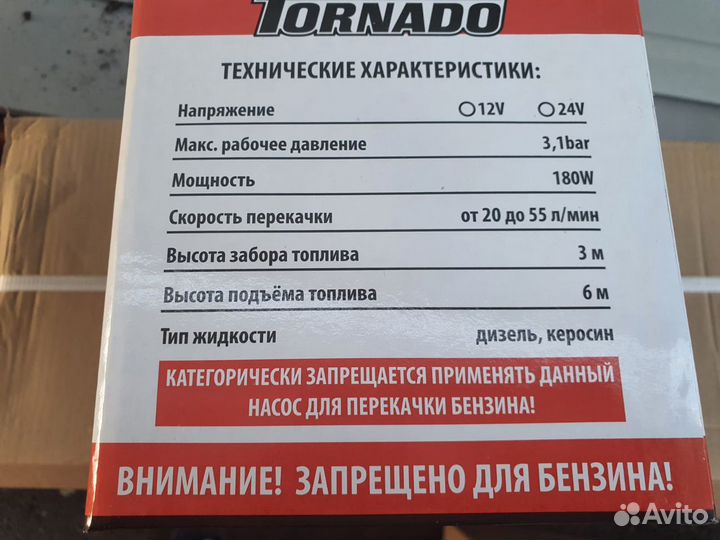 TORNADO
ТЕХНИЧЕСКИЕ ХАРАКТЕРИСТИКИ:
Напряжение 12V 24V
Макс. рабочее давление 3,1bar
Мощность 180W
Скорость перекачки от 20 до 55 л/мин
Высота забора топлива 3 м
Высота подъёма топлива 6 м
Тип жидкости дизель, керосин
КАТЕГОРИЧЕСКИ ЗАПРЕЩАЕТСЯ ПРИМЕНЯТЬ ДАННЫЙ
НАСОС ДЛЯ ПЕРЕКАЧКИ БЕНЗИНА!
ВНИМАНИЕ! ЗАПРЕЩЕНО ДЛЯ БЕНЗИНА!
Avito